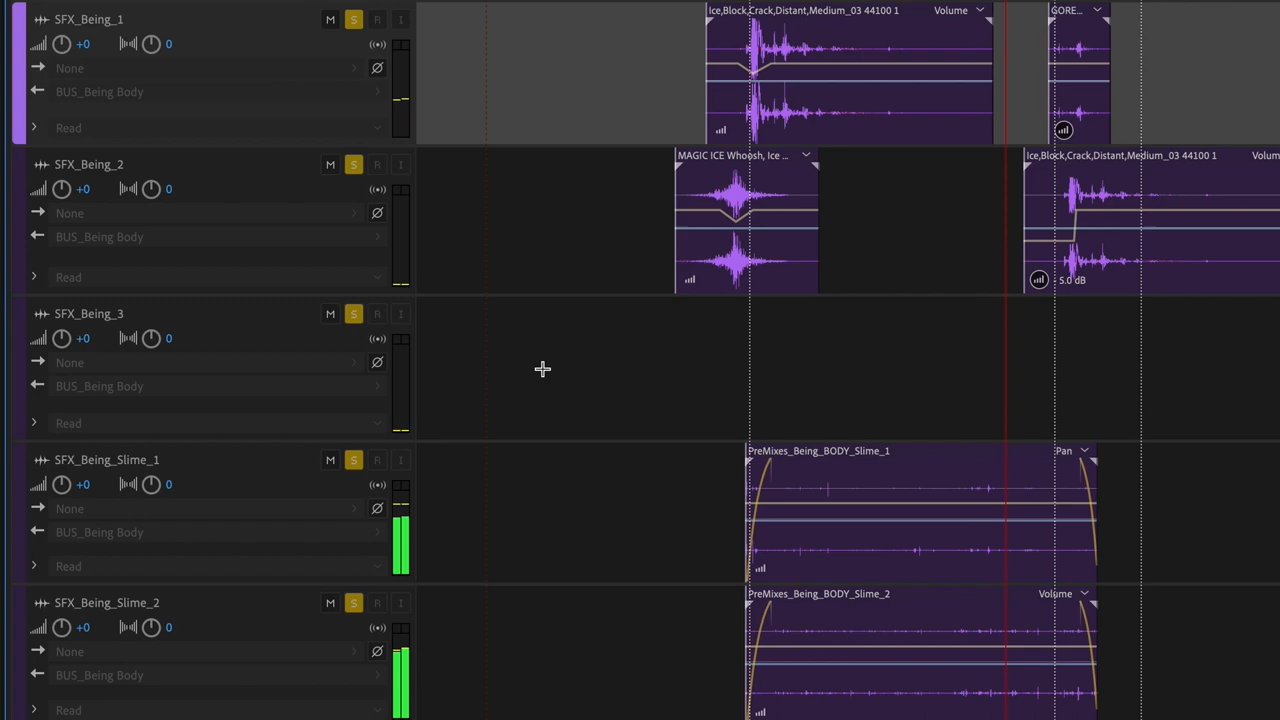 SFX_Being_1 M S R I Ice,Block,Crack,Distant,Medium_03 44100 1 Volume GORE...
+0 0
None
BUS_Being Body
Read
SFX_Being_2 M S R I MAGIC ICE Whoosh, Ice ... Ice,Block,Crack,Distant,Medium_03 44100 1 Volum
+0 0
None
BUS_Being Body
Read 5.0 dB
SFX_Being_3 M S R I
+0 0
None
BUS_Being Body
Read
SFX_Being_Slime_1 M S R I PreMixes_Being_BODY_Slime_1 Pan
+0 0
None
BUS_Being Body
Read
SFX_Being_Slime_2 M S R I PreMixes_Being_BODY_Slime_2 Volume
+0 0
None
BUS_Being Body
Read